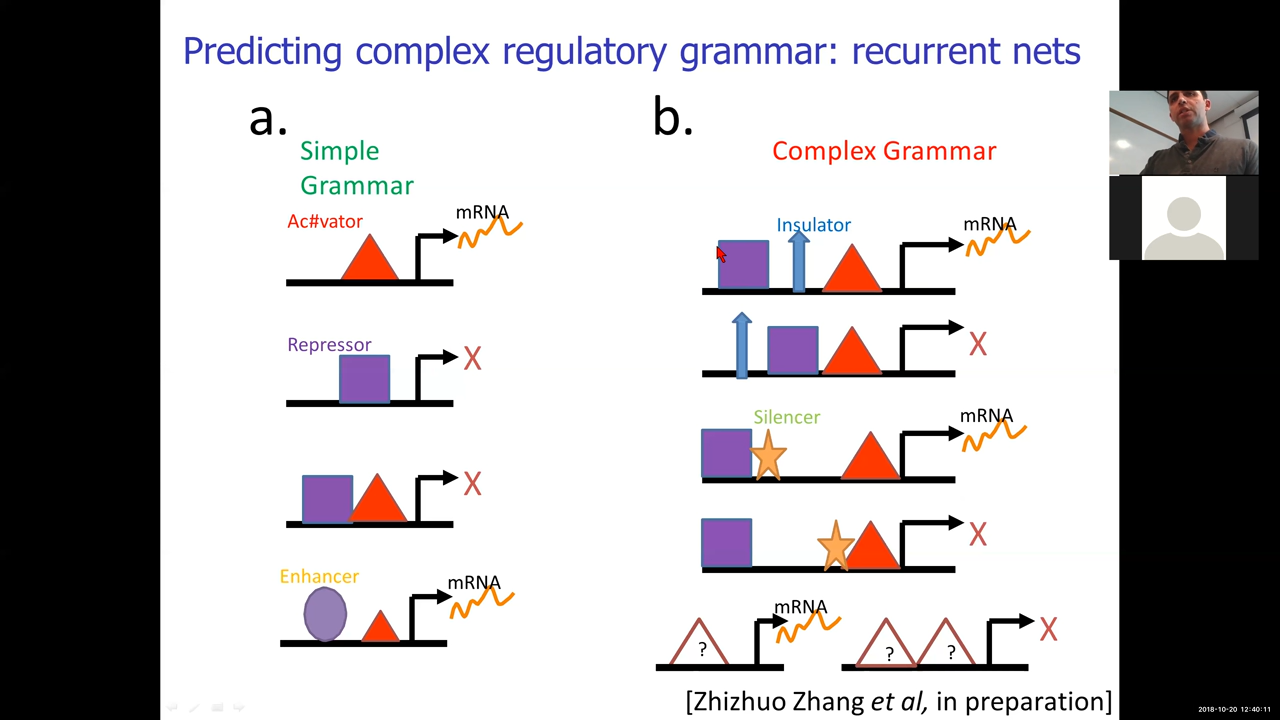 Predicting complex regulatory grammar: recurrent nets
a.
Simple
Grammar
Ac#vator
mRNA
Repressor
X
X
Enhancer
mRNA
b.
Complex Grammar
Insulator
mRNA
X
Silencer
mRNA
X
?
mRNA
?
?
X
[Zhizhuo Zhang et al, in preparation]
2018-10-20 12:40:11